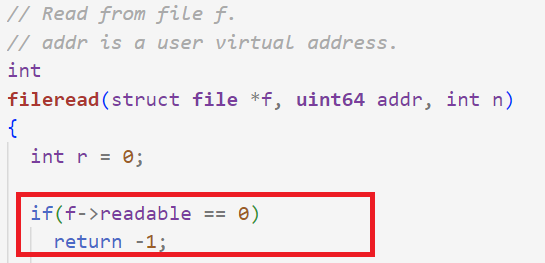 // Read from file f.
// addr is a user virtual address.
int
fileread(struct file *f, uint64 addr, int n)
{
int r = 0;
if(f->readable == 0)
return -1;